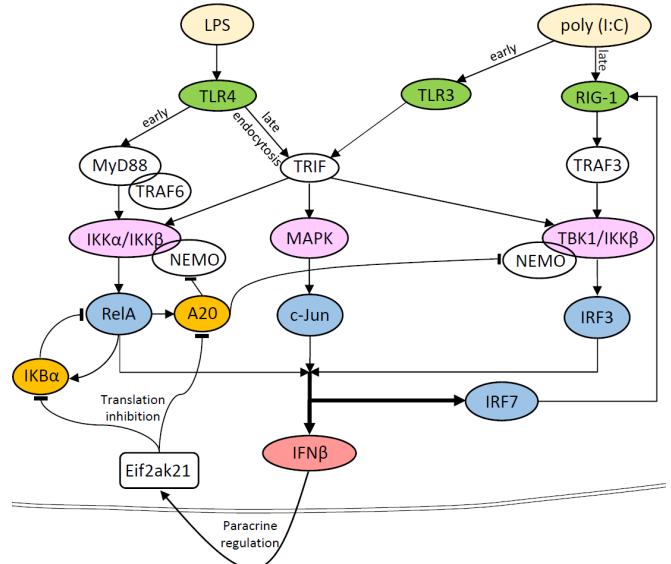 LPS
poly (I:C)
early
late
TLR4
TLR3
RIG-1
early
late
endocytosis
MyD88
TRAF6
TRIF
TRAF3
IKKα/IKKβ
NEMO
MAPK
TBK1/IKKβ
NEMO
RelA
A20
c-Jun
IRF3
IKBα
Translation
inhibition
IRF7
IFNβ
Eif2ak21
Paracrine
regulation